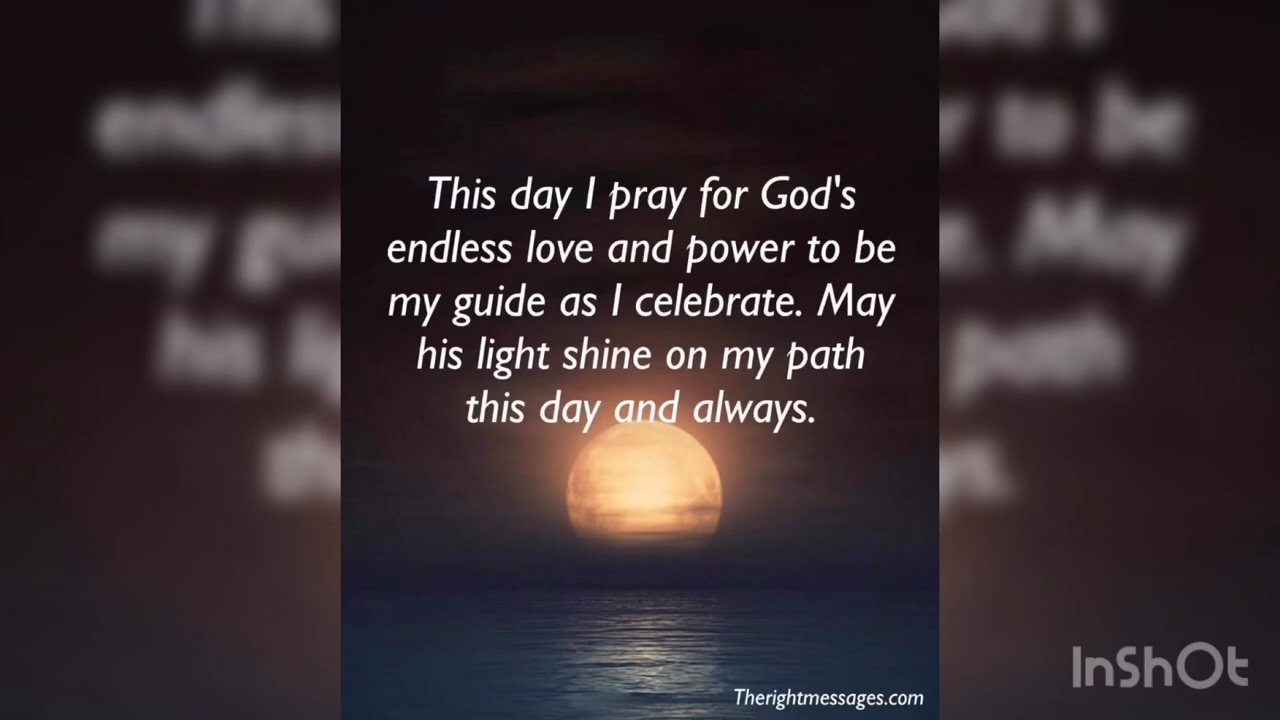 This day I pray for God's
endless love and power to be
my guide as I celebrate. May
his light shine on my path
this day and always.
Therightmessages.com
InShOt